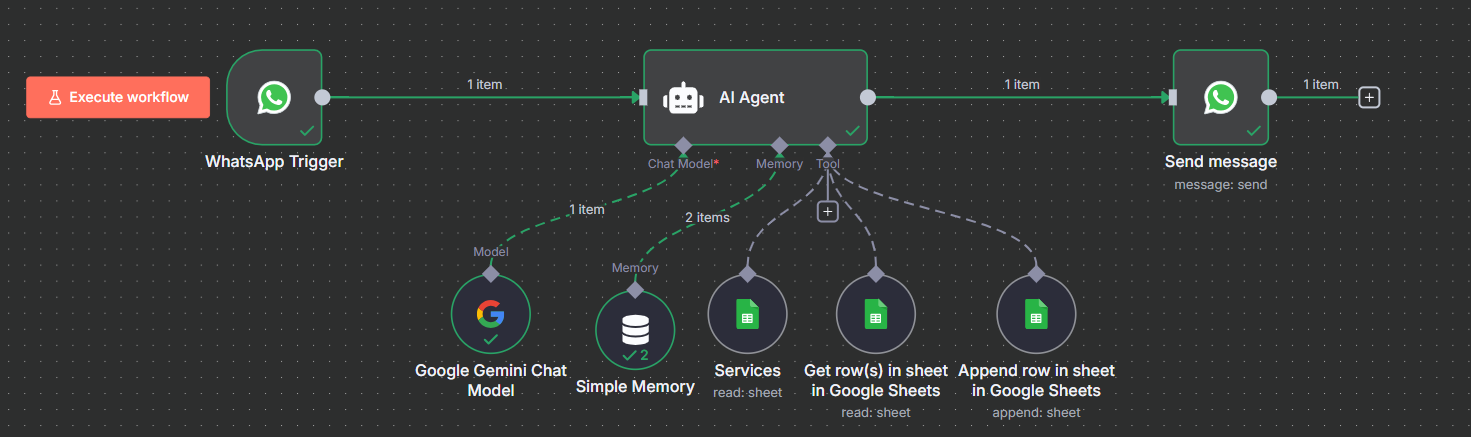 Execute workflow
1 item
AI Agent
1 item
1 item
WhatsApp Trigger
Chat Model*
Memory
Tool
Send message
message: send
1 item
2 items
Model
Memory
2
Google Gemini Chat
Model
Simple Memory
Services
read: sheet
Get row(s) in sheet
in Google Sheets
read: sheet
Append row in sheet
in Google Sheets
append: sheet